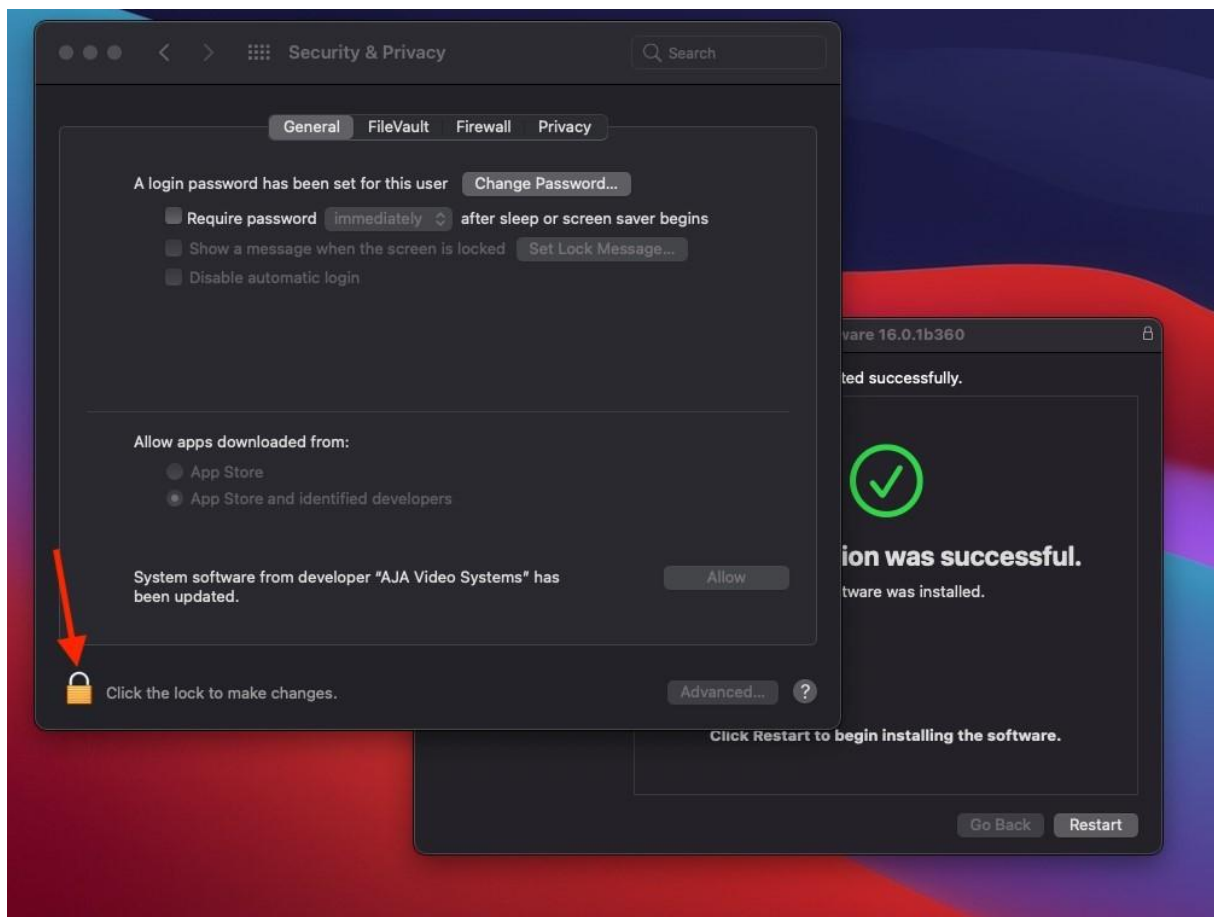 Security & Privacy
Search
General FileVault Firewall Privacy
A login password has been set for this user Change Password...
Require password immediately after sleep or screen saver begins
Show a message when the screen is locked Set Lock Message...
Disable automatic login
Allow apps downloaded from:
App Store
App Store and identified developers
System software from developer "AJA Video Systems" has
been updated.
Allow
Click the lock to make changes.
Advanced... ?
ware 16.0.1b360
ted successfully.
ion was successful.
tware was installed.
Click Restart to begin installing the software.
Go Back Restart